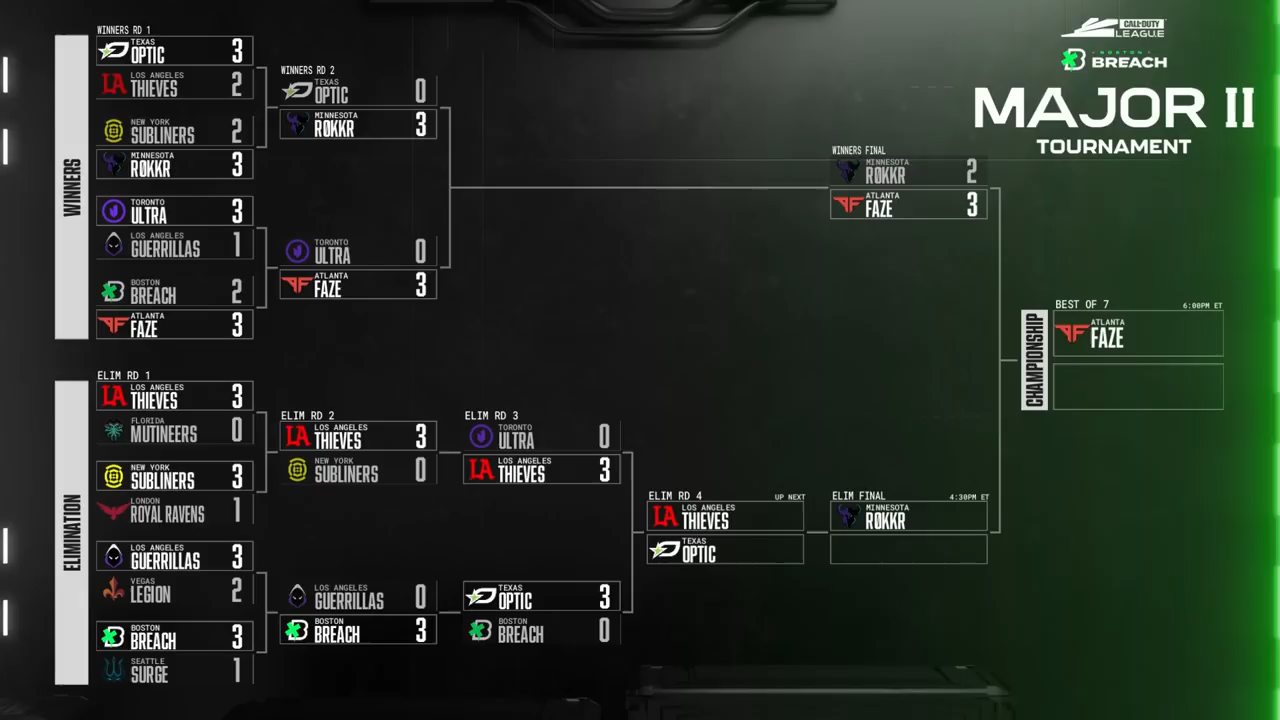 CALL OF DUTY
LEAGUE
BOSTON
BREACH
MAJOR II
TOURNAMENT
WINNERS
WINNERS RD 1
TEXAS
OPTIC 3
LOS ANGELES
THIEVES 2
NEW YORK
SUBLINERS 2
MINNESOTA
RØKKR 3
TORONTO
ULTRA 3
LOS ANGELES
GUERRILLAS 1
BOSTON
BREACH 2
ATLANTA
FAZE 3
WINNERS RD 2
TEXAS
OPTIC 0
MINNESOTA
RØKKR 3
TORONTO
ULTRA 0
ATLANTA
FAZE 3
WINNERS FINAL
MINNESOTA
RØKKR 2
ATLANTA
FAZE 3
CHAMPIONSHIP
BEST OF 7 6:00PM ET
ATLANTA
FAZE
ELIMINATION
ELIM RD 1
LOS ANGELES
THIEVES 3
FLORIDA
MUTINEERS 0
NEW YORK
SUBLINERS 3
LONDON
ROYAL RAVENS 1
LOS ANGELES
GUERRILLAS 3
VEGAS
LEGION 2
BOSTON
BREACH 3
SEATTLE
SURGE 1
ELIM RD 2
LOS ANGELES
THIEVES 3
NEW YORK
SUBLINERS 0
LOS ANGELES
GUERRILLAS 0
BOSTON
BREACH 3
ELIM RD 3
TORONTO
ULTRA 0
LOS ANGELES
THIEVES 3
TEXAS
OPTIC 3
BOSTON
BREACH 0
ELIM RD 4 UP NEXT
LOS ANGELES
THIEVES
TEXAS
OPTIC
ELIM FINAL 4:30PM ET
MINNESOTA
RØKKR